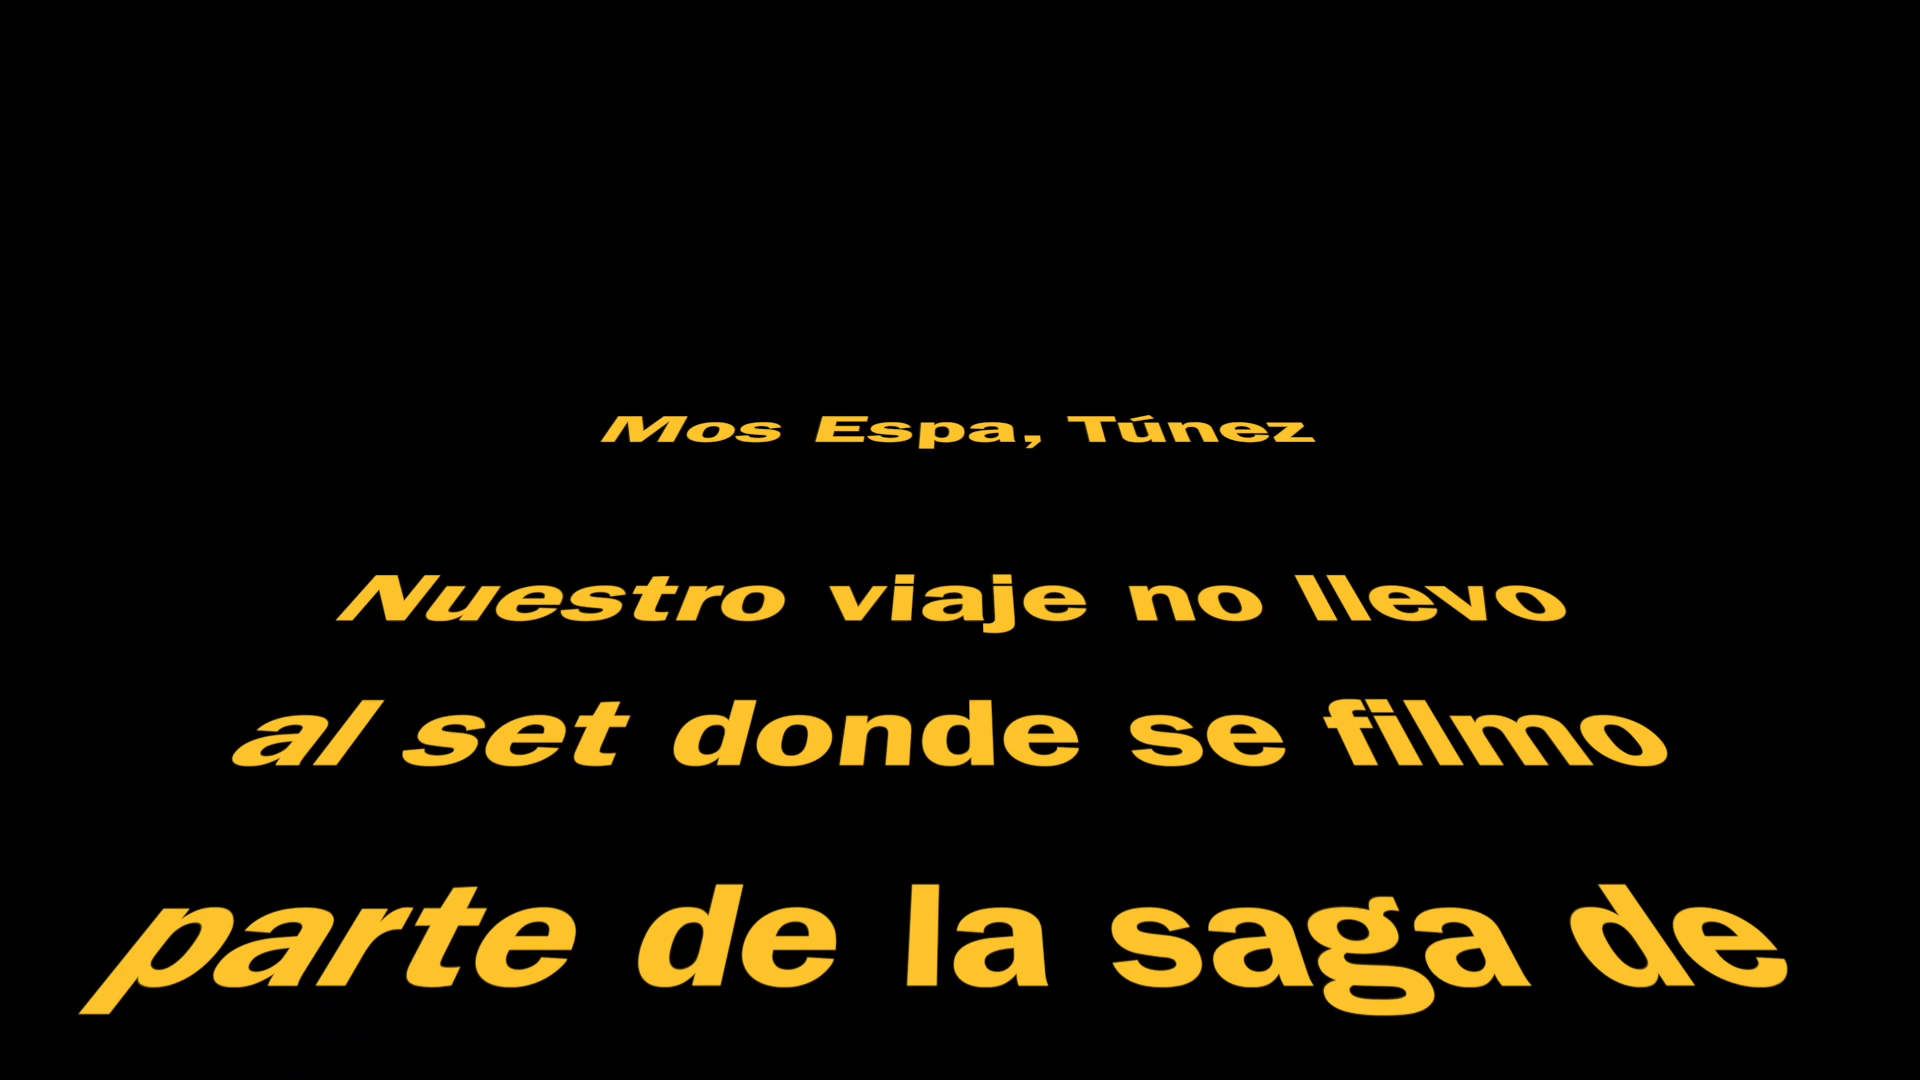 Mos Espa, Túnez
Nuestro viaje no llevo
al set donde se filmo
parte de la saga de